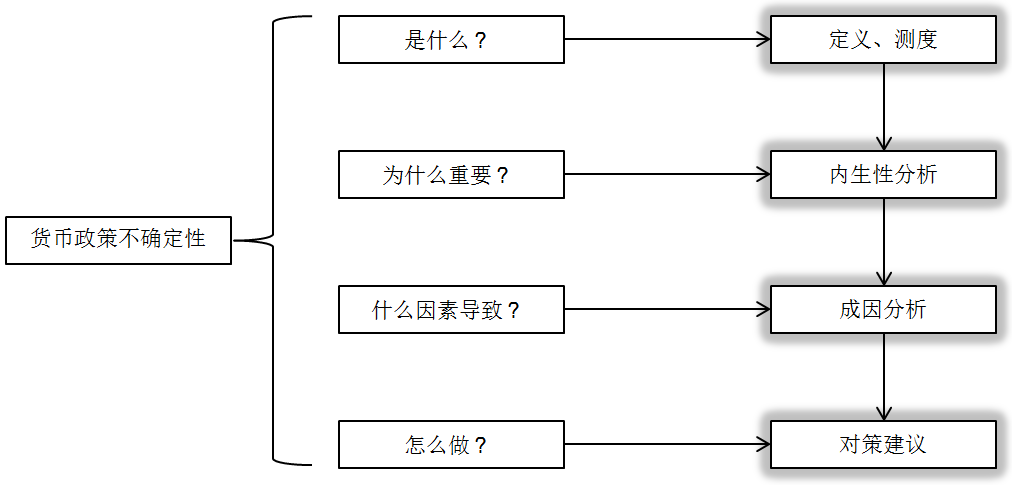 是什么？
定义、测度
为什么重要？
内生性分析
货币政策不确定性
什么因素导致？
成因分析
怎么做？
对策建议